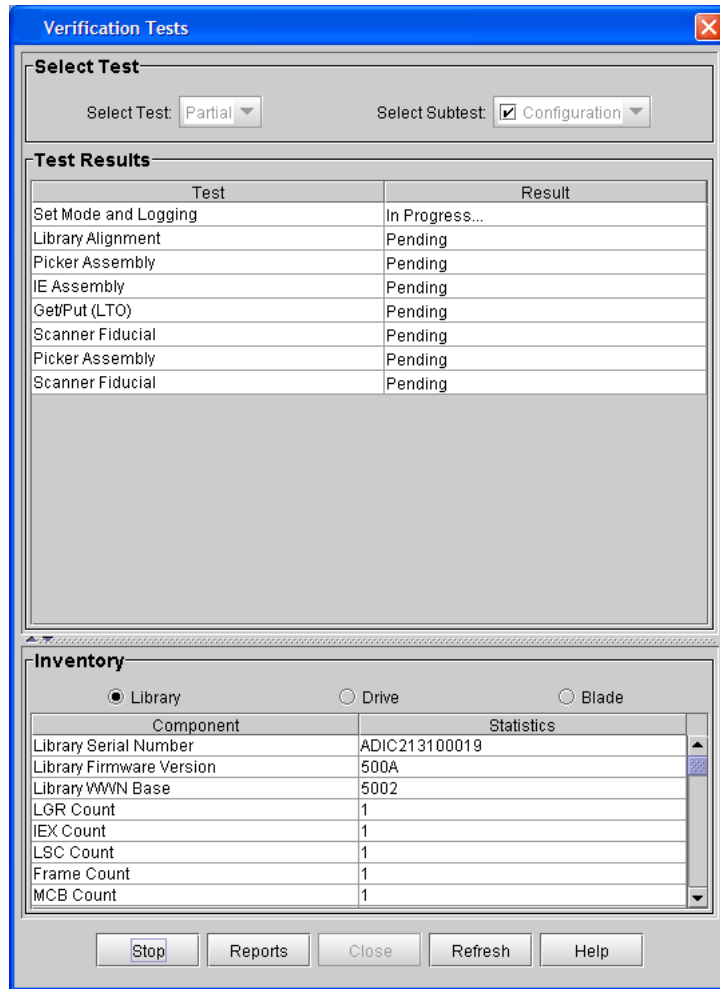 Verification Tests
Select Test
Select Test: Partial Select Subtest: Configuration
Test Results
Test Result
Set Mode and Logging In Progress...
Library Alignment Pending
Picker Assembly Pending
IE Assembly Pending
Get/Put (LTO) Pending
Scanner Fiducial Pending
Picker Assembly Pending
Scanner Fiducial Pending
Inventory
Library Drive Blade
Component Statistics
Library Serial Number ADIC213100019
Library Firmware Version 500A
Library WWN Base 5002
LGR Count 1
IEX Count 1
LSC Count 1
Frame Count 1
MCB Count 1
Stop Reports Close Refresh Help